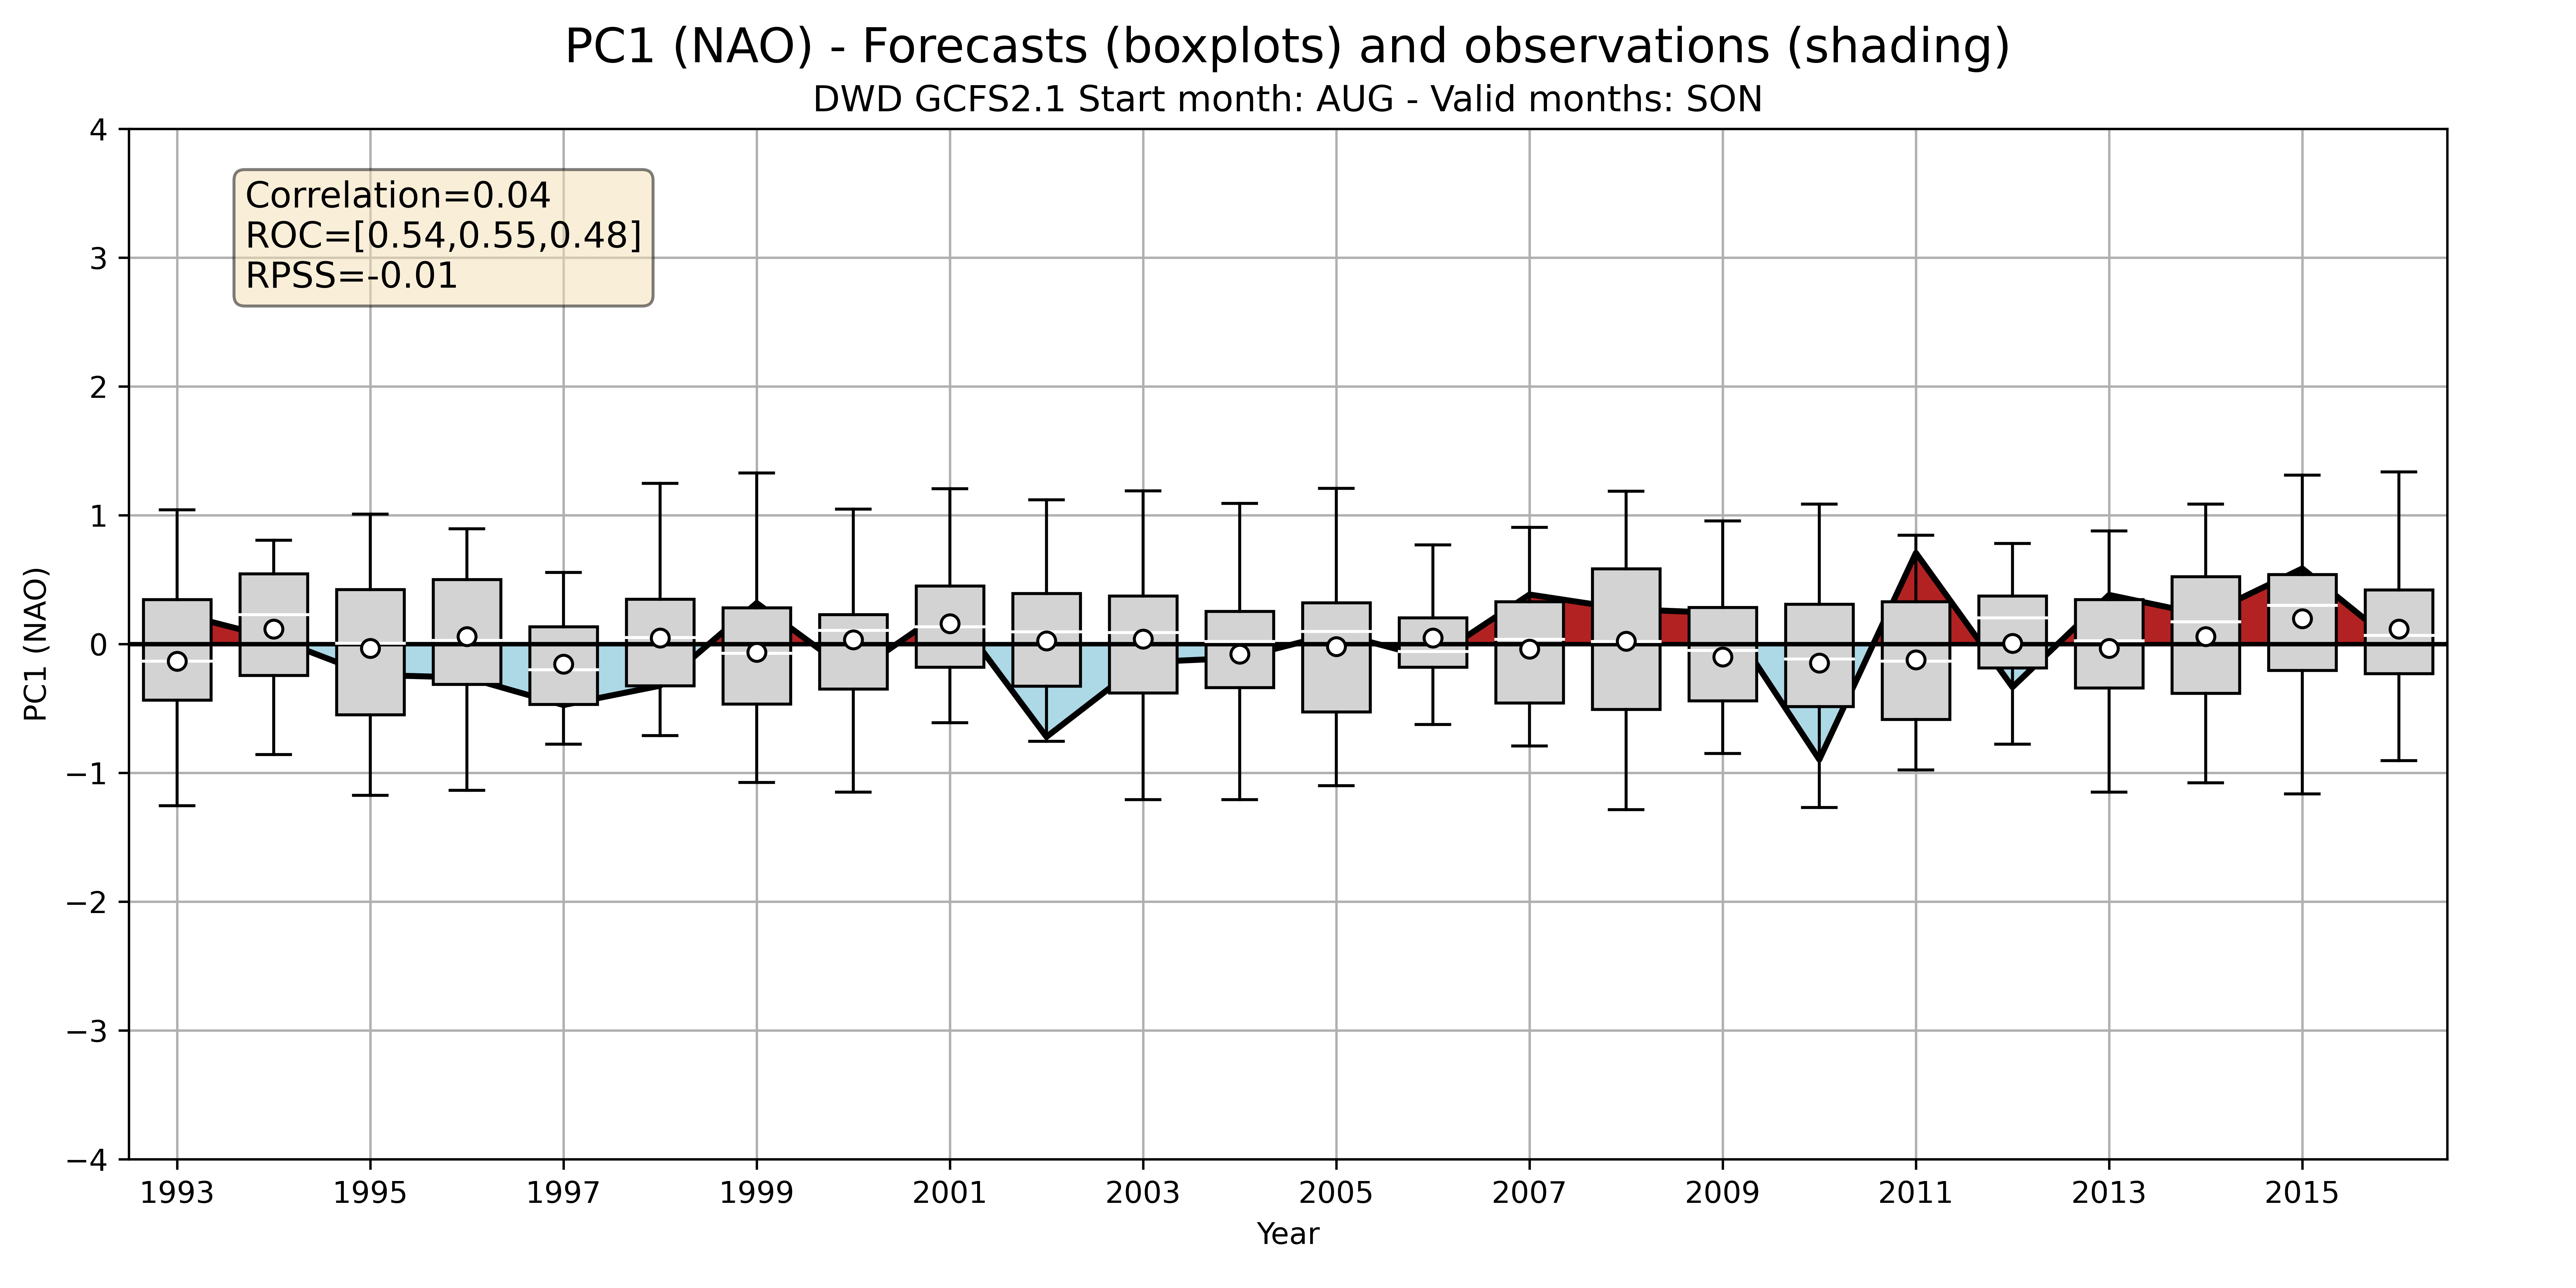 PC1 (NAO) - Forecasts (boxplots) and observations (shading)
DWD GCFS2.1 Start month: AUG - Valid months: SON
Correlation=0.04
ROC=[0.54,0.55,0.48]
RPSS=-0.01
PC1 (NAO)
4
3
2
1
0
−1
−2
−3
−4
1993 1995 1997 1999 2001 2003 2005 2007 2009 2011 2013 2015
Year